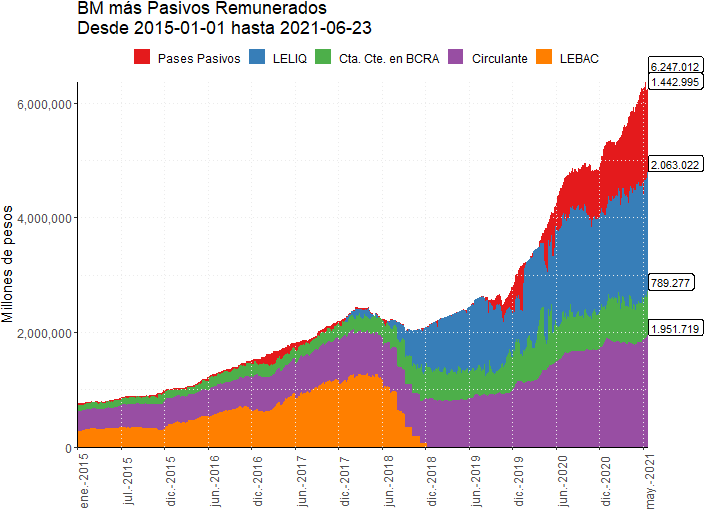 BM más Pasivos Remunerados
Desde 2015-01-01 hasta 2021-06-23
Pases Pasivos
LELIQ
Cta. Cte. en BCRA
Circulante
LEBAC
6.247.012
1.442.995
2.063.022
789.277
1.951.719
Millones de pesos
6,000,000
4,000,000
2,000,000
0
ene.-2015
jul.-2015
dic.-2015
jun.-2016
dic.-2016
jun.-2017
dic.-2017
jun.-2018
dic.-2018
jun.-2019
dic.-2019
jun.-2020
dic.-2020
may.-2021